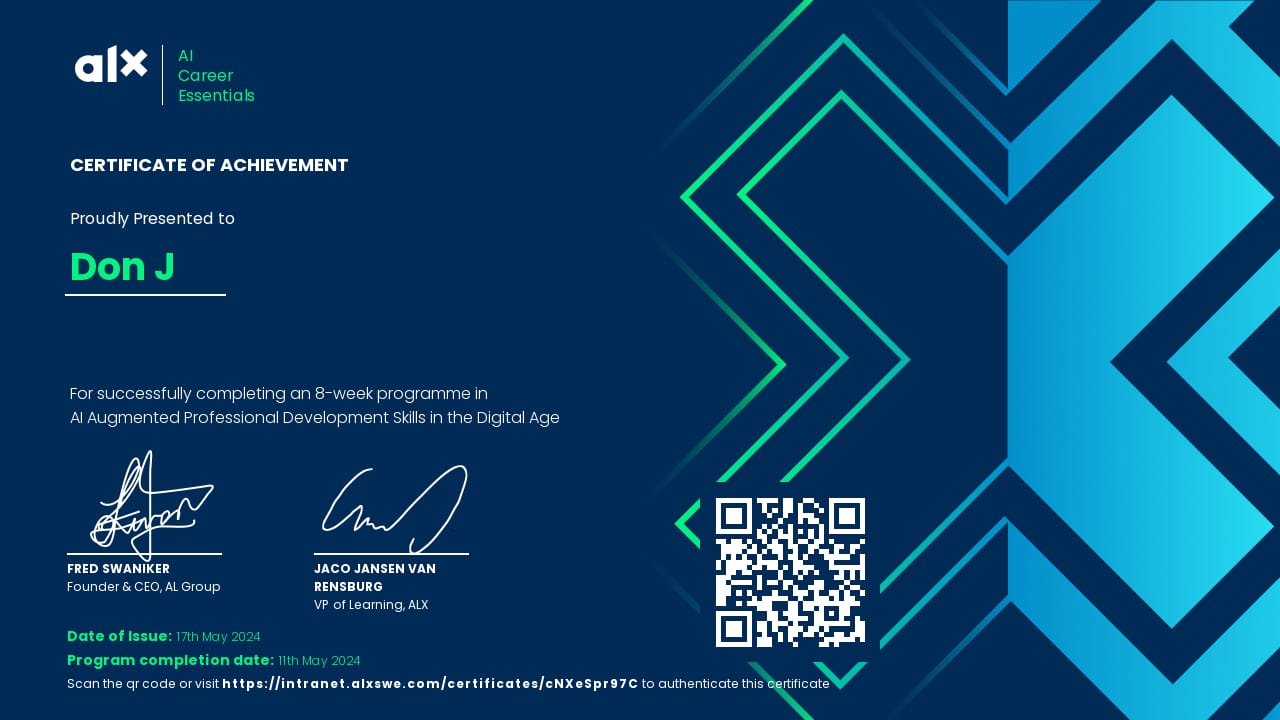 alx
AI
Career
Essentials
CERTIFICATE OF ACHIEVEMENT
Proudly Presented to
Don J
For successfully completing an 8-week programme in
AI Augmented Professional Development Skills in the Digital Age
FRED SWANIKER
Founder & CEO, AL Group
JACO JANSEN VAN
RENSBURG
VP of Learning, ALX
Date of Issue: 17th May 2024
Program completion date: 11th May 2024
Scan the qr code or visit https://intranet.alxswe.com/certificates/cNXeSpr97C to authenticate this certificate